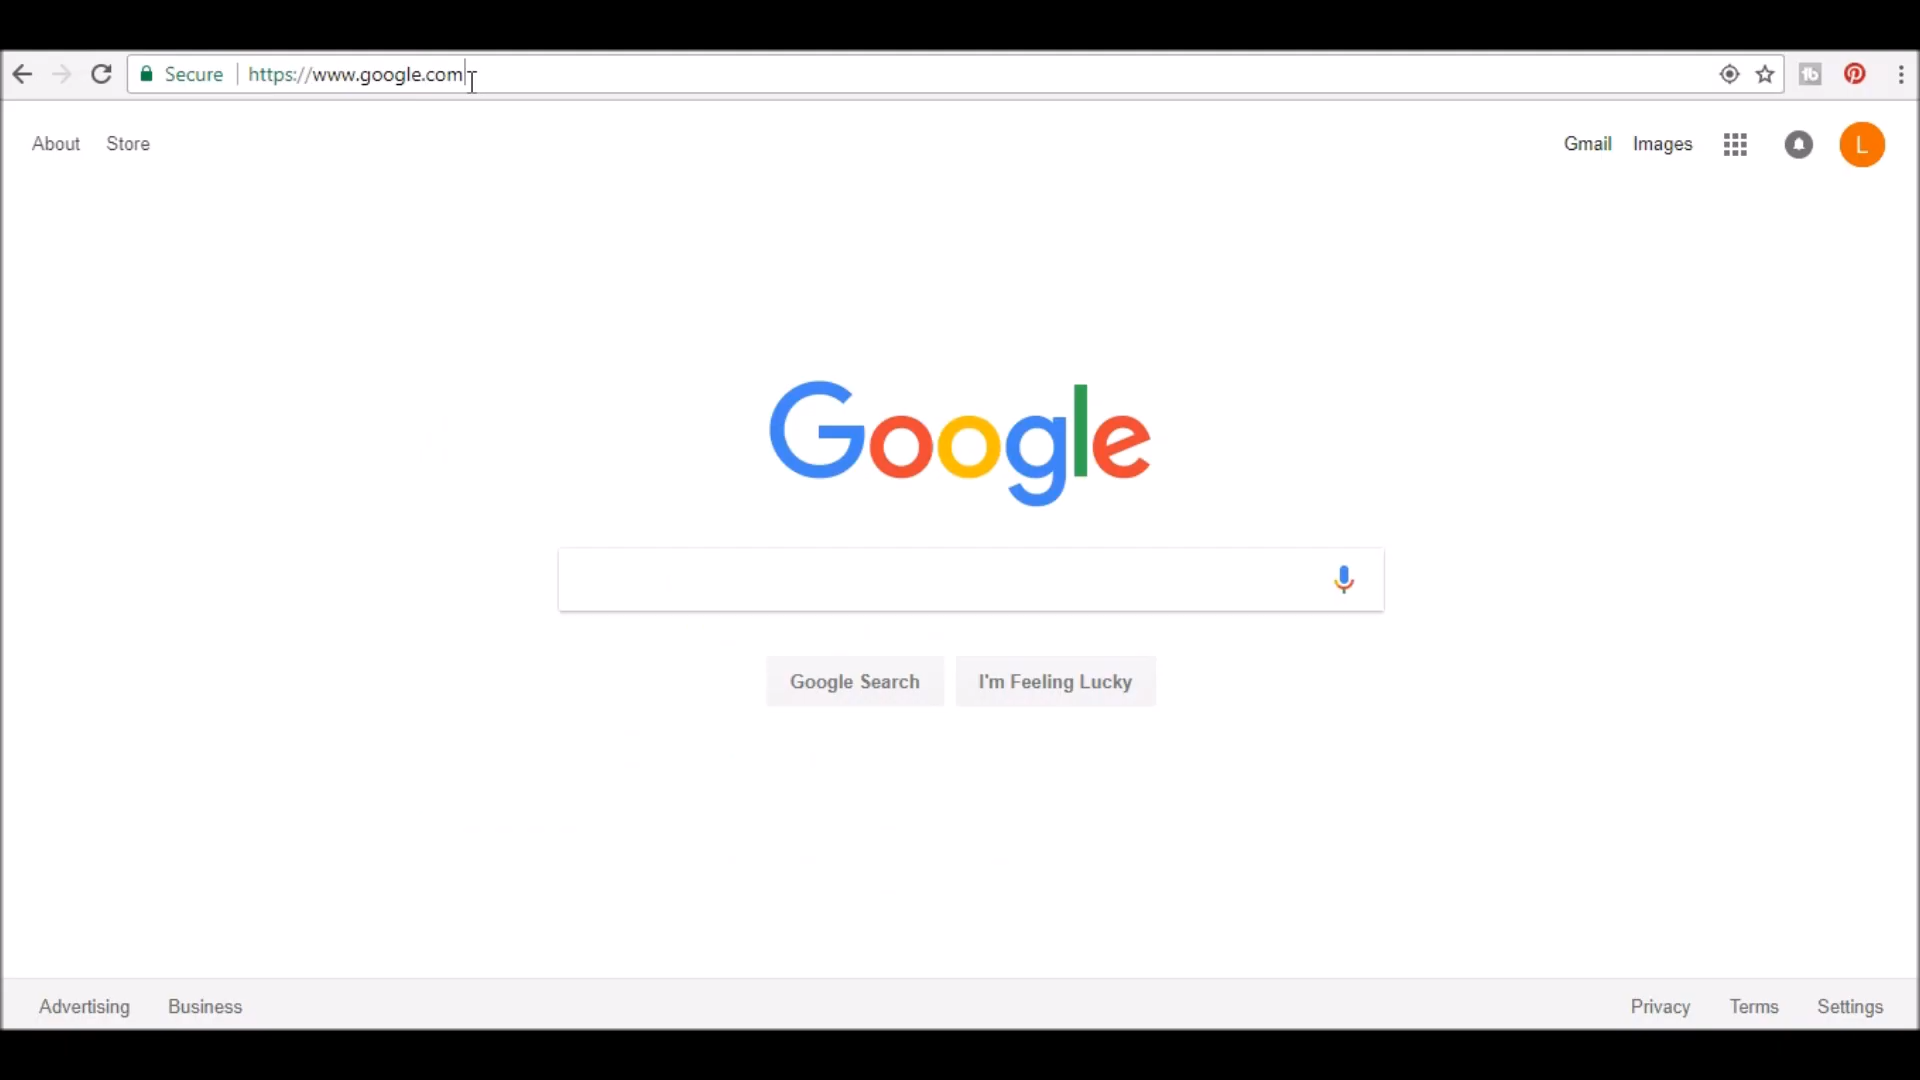 Secure https://www.google.com
About Store
Gmail Images L
Google
Google Search I'm Feeling Lucky
Advertising Business
Privacy Terms Settings